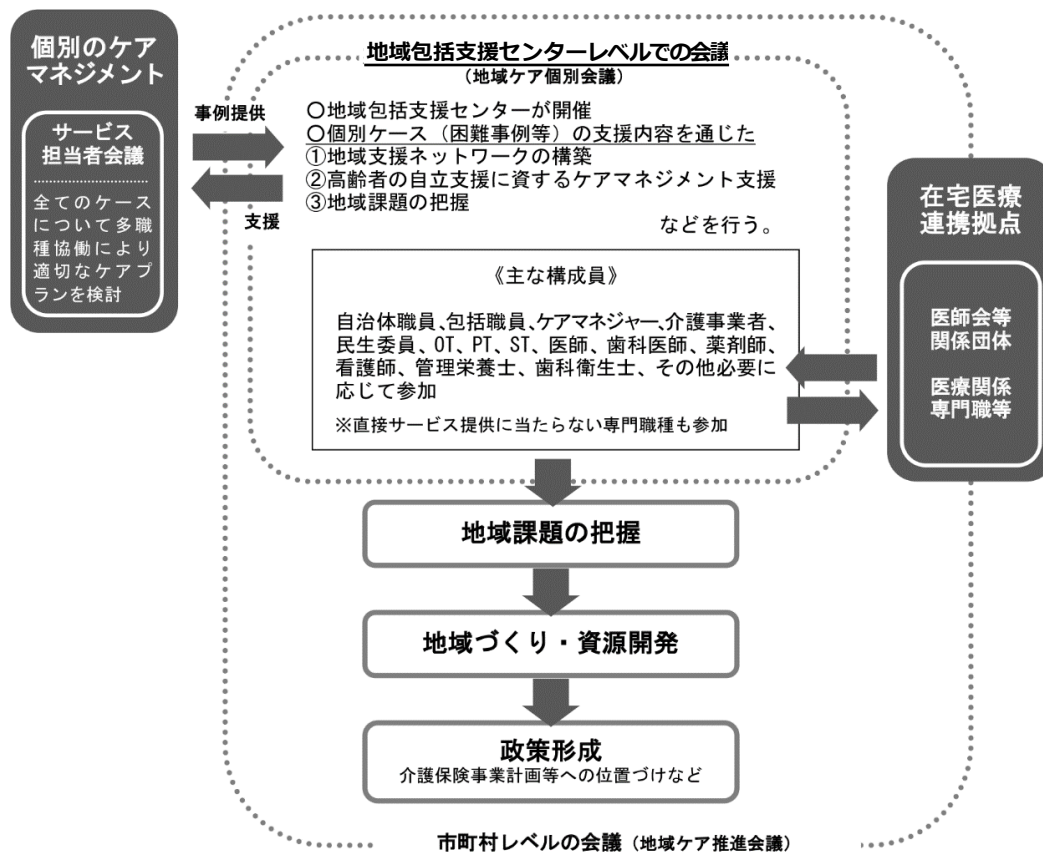 個別のケア
マネジメント
サービス
担当者会議
全てのケース
について多職
種協働により
適切なケアプ
ランを検討
事例提供
支援
地域包括支援センターレベルでの会議
(地域ケア個別会議)
〇地域包括支援センターが開催
〇個別ケース(困難事例等)の支援内容を通じた
①地域支援ネットワークの構築
②高齢者の自立支援に資するケアマネジメント支援
③地域課題の把握
などを行う。
《主な構成員》
自治体職員、包括職員、ケアマネジャー、介護事業者、
民生委員、OT、PT、ST、医師、歯科医師、薬剤師、
看護師、管理栄養士、歯科衛生士、その他必要に
応じて参加
※直接サービス提供に当たらない専門職種も参加
在宅医療
連携拠点
医師会等
関係団体
医療関係
専門職等
地域課題の把握
地域づくり・資源開発
政策形成
介護保険事業計画等への位置づけなど
市町村レベルの会議(地域ケア推進会議)